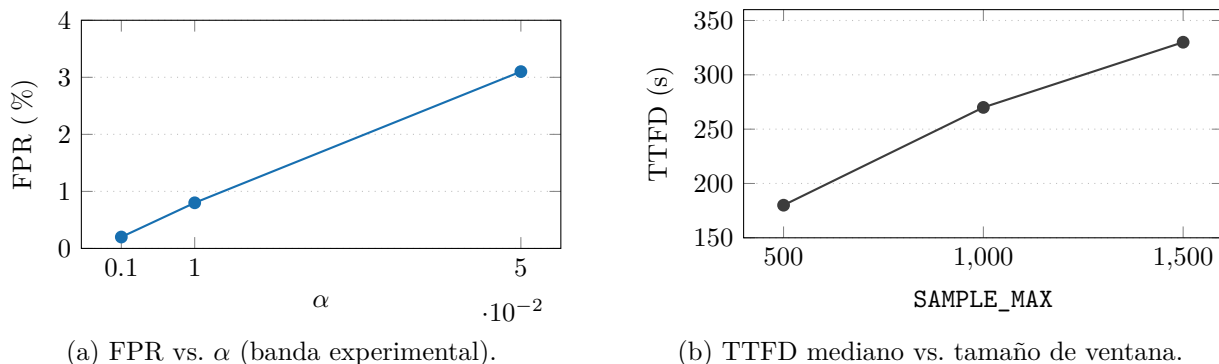 4
3
2
1
0
FPR ( %)
0.1
1
5
α
·10−2
(a) FPR vs. α (banda experimental).
350
300
250
200
150
TTFD (s)
500
1,000
1,500
SAMPLE_MAX
(b) TTFD mediano vs. tamaño de ventana.